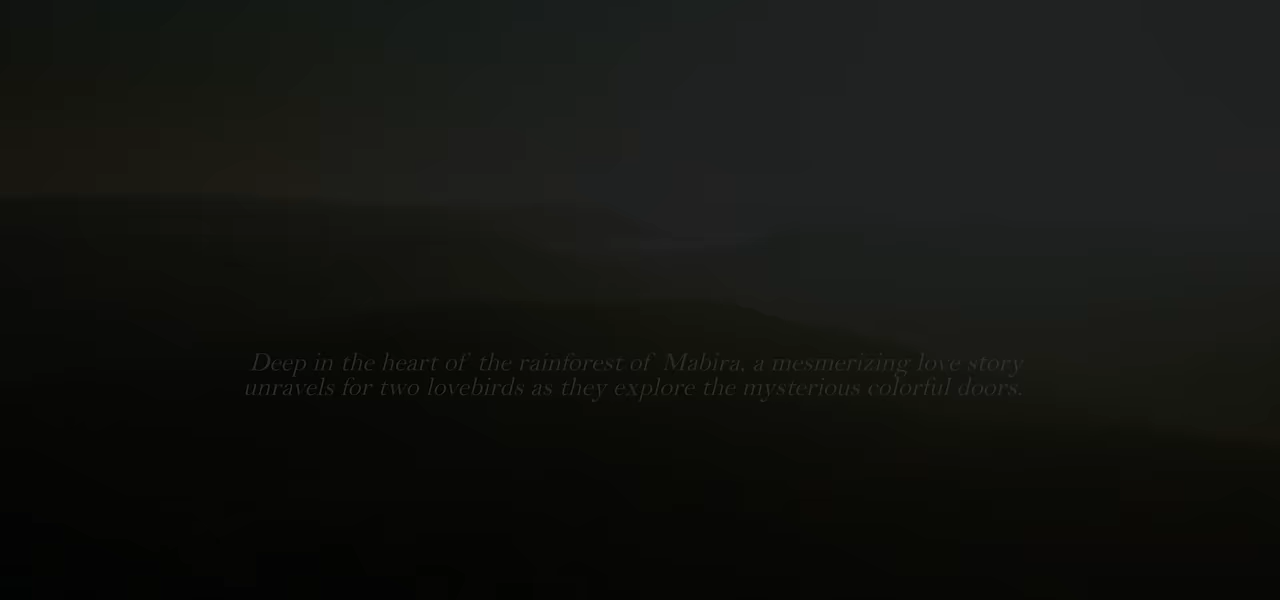 Deep in the heart of the rainforest of Mabira, a mesmerizing love story
unravels for two lovebirds as they explore the mysterious colorful doors.